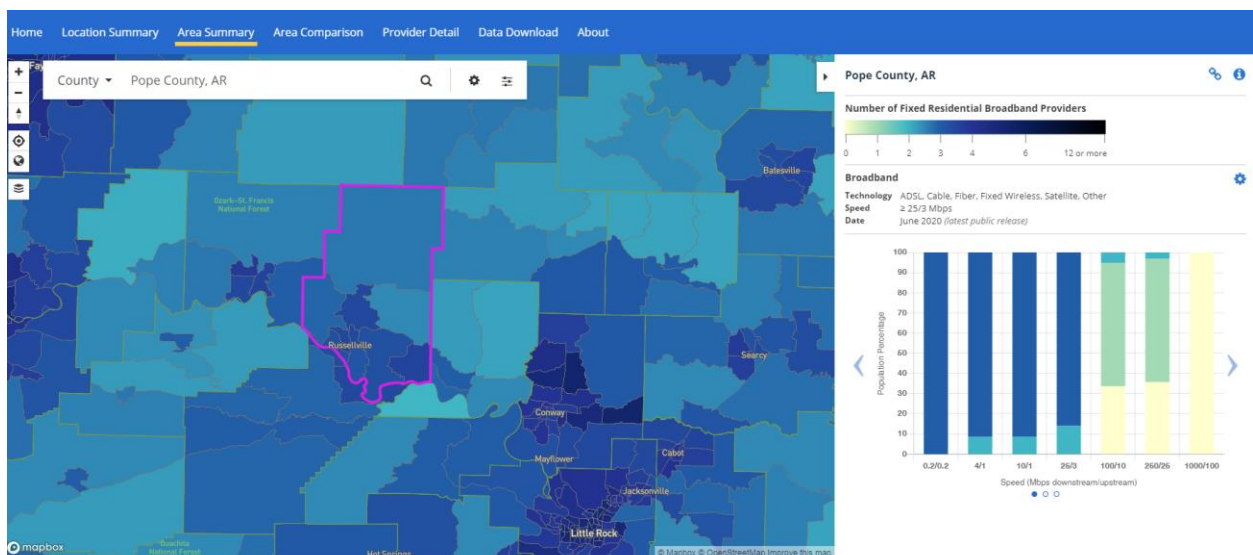 Home Location Summary Area Summary Area Comparison Provider Detail Data Download About
County Pope County, AR
Pope County, AR
Number of Fixed Residential Broadband Providers
0 1 2 3 4 6 12 or more
Broadband
Technology ADSL, Cable, Fiber, Fixed Wireless, Satellite, Other
Speed ≥ 25/3 Mbps
Date June 2020 (latest public release)
Batesville
Ozark-St. Francis
National Forest
Russellville
Searcy
Conway
Mayflower
Cabot
Jacksonville
Little Rock
Ouachita
National Forest
Hot Springs
mapbox
© Mapbox © OpenStreetMap Improve this map
Population Percentage
100
90
80
70
60
50
40
30
20
10
0
0.2/0.2 4/1 10/1 25/3 100/10 250/25 1000/100
Speed (Mbps downstream/upstream)